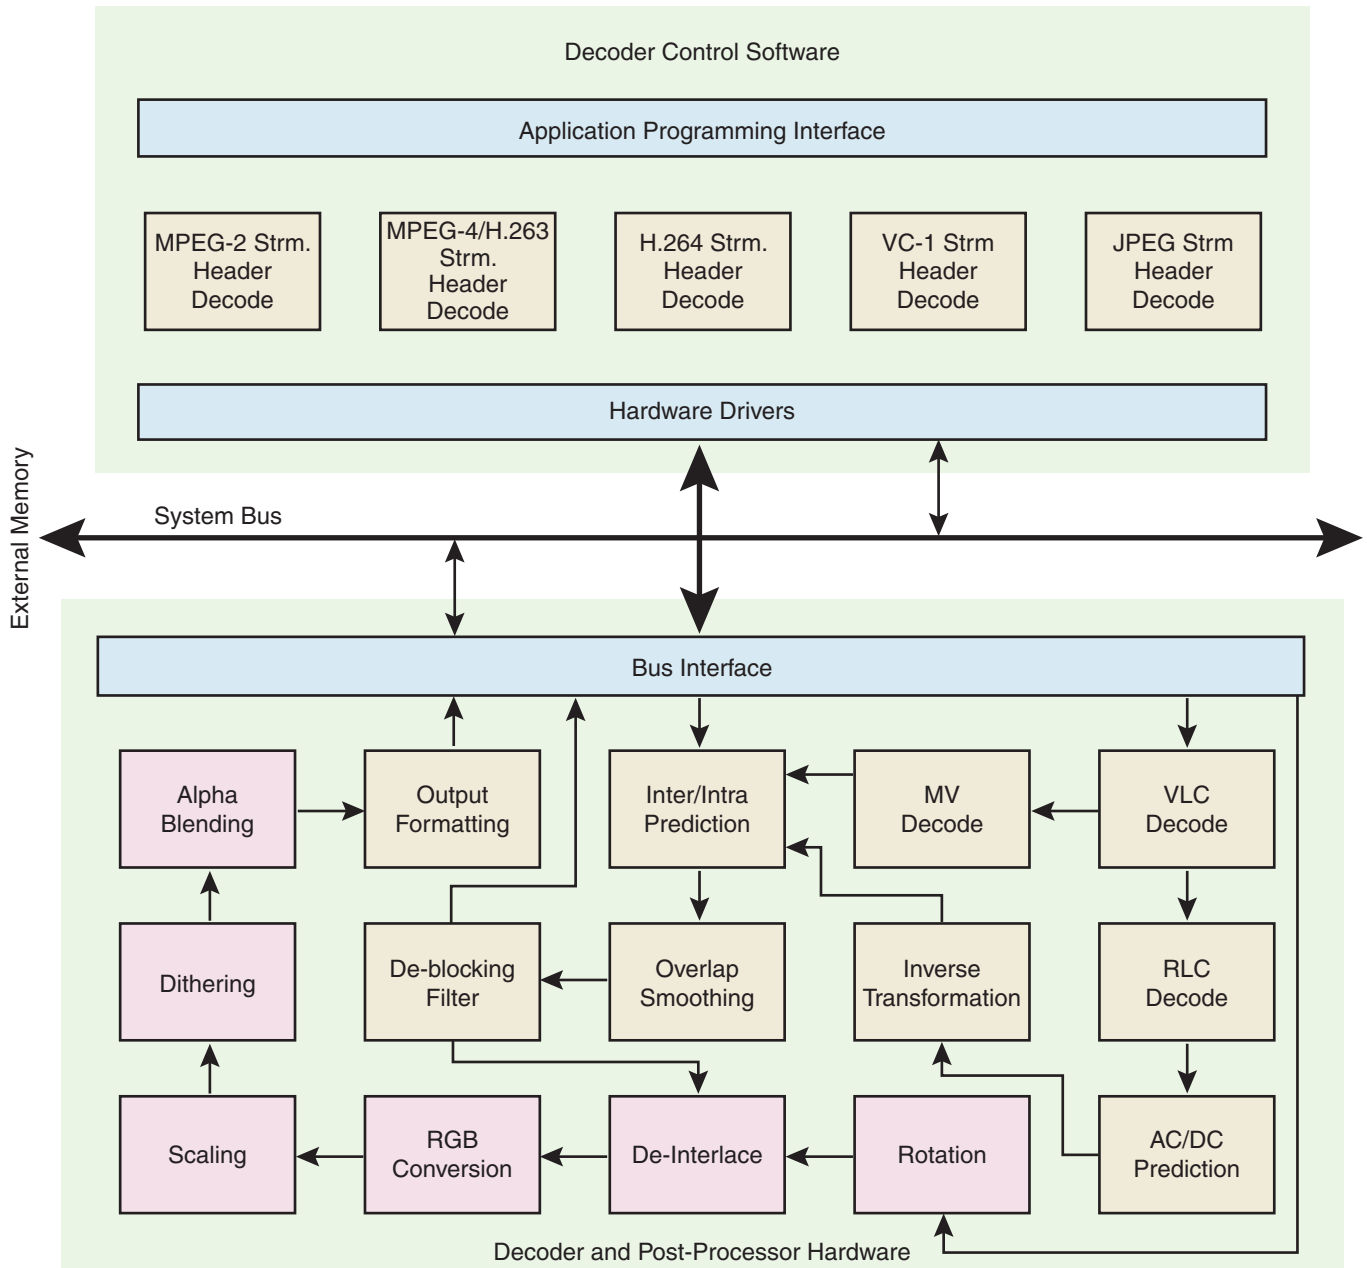 Decoder Control Software
Application Programming Interface
MPEG-2 Strm.
Header
Decode
MPEG-4/H.263
Strm.
Header
Decode
H.264 Strm.
Header
Decode
VC-1 Strm
Header
Decode
JPEG Strm
Header
Decode
Hardware Drivers
External Memory
System Bus
Bus Interface
Alpha
Blending
Output
Formatting
Inter/Intra
Prediction
MV
Decode
VLC
Decode
Dithering
De-blocking
Filter
Overlap
Smoothing
Inverse
Transformation
RLC
Decode
Scaling
RGB
Conversion
De-Interlace
Rotation
AC/DC
Prediction
Decoder and Post-Processor Hardware